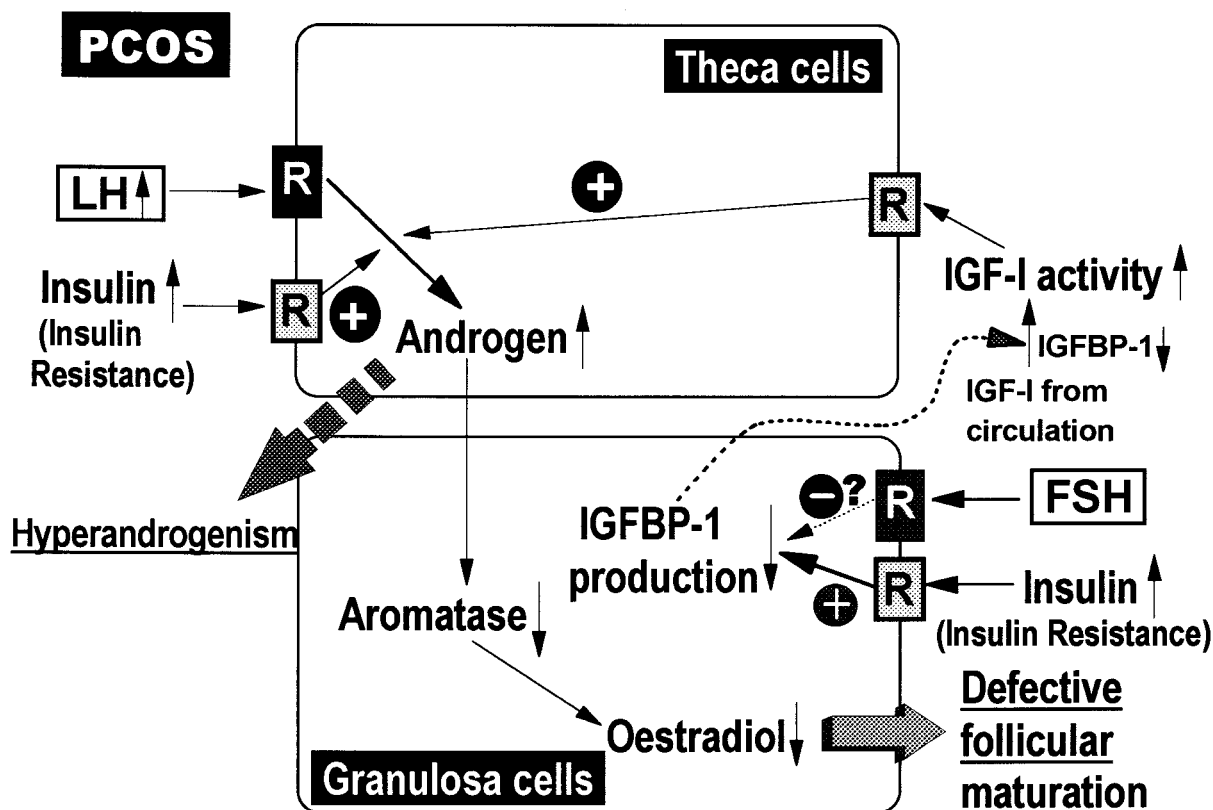 PCOS
Theca cells
LH
R
+
R
IGF-I activity
Insulin
(Insulin
Resistance)
R
+
Androgen
IGFBP-1
IGF-I from
circulation
Hyperandrogenism
−?
R
FSH
IGFBP-1
production
R
+
Insulin
(Insulin Resistance)
Aromatase
Oestradiol
Defective
follicular
maturation
Granulosa cells